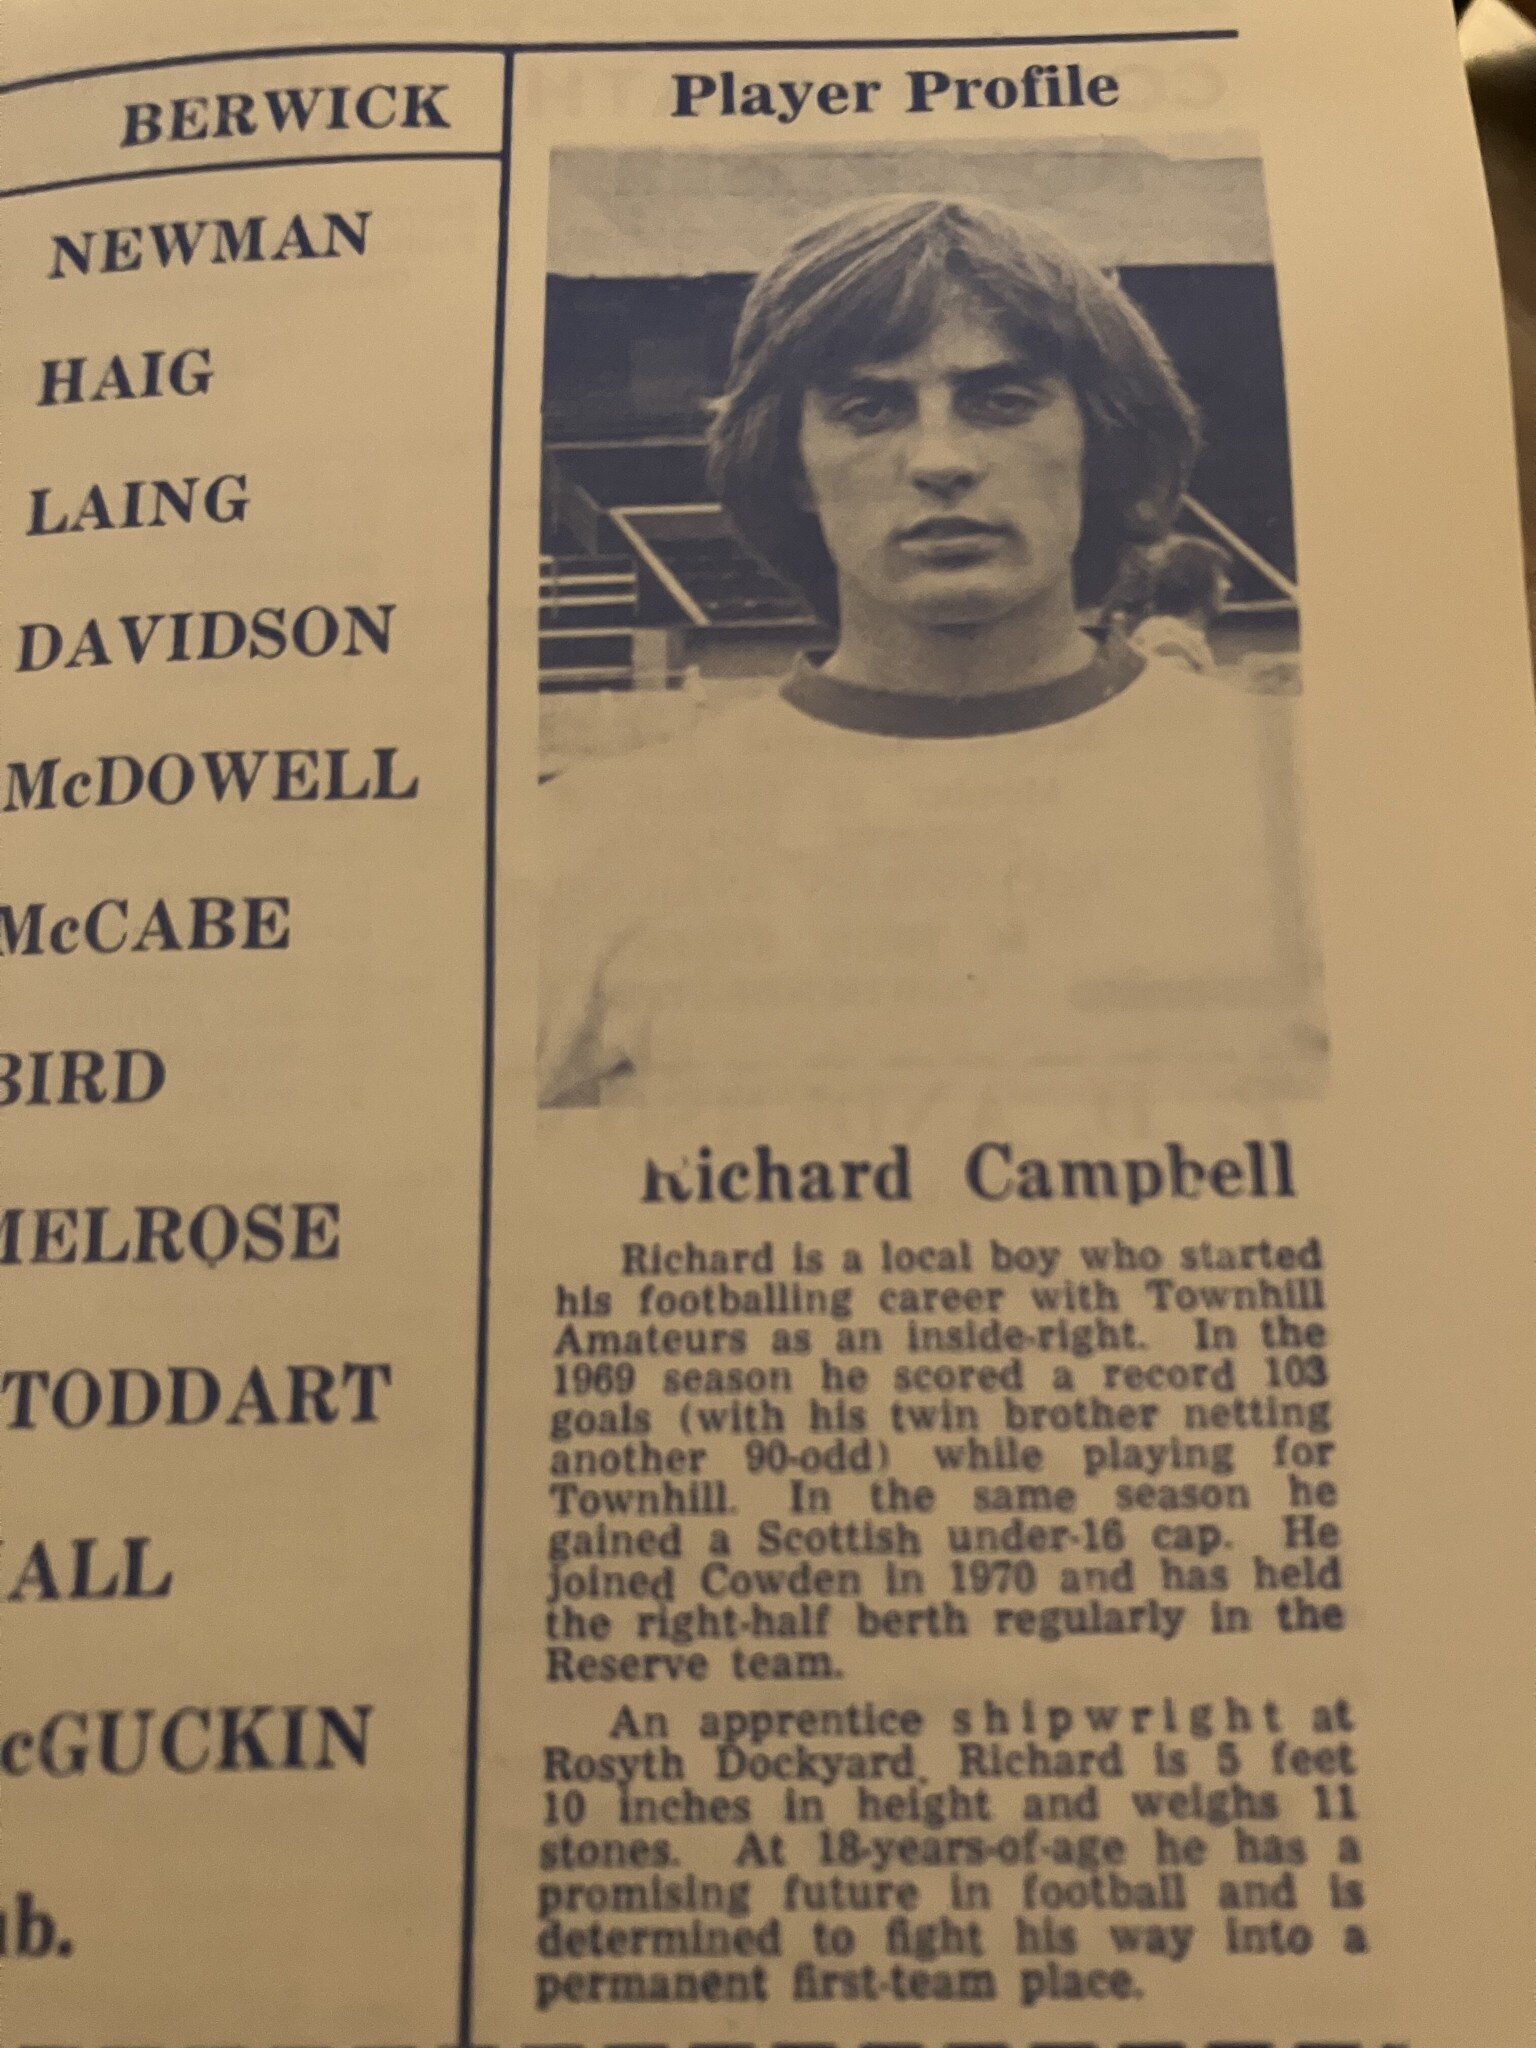 BERWICK
NEWMAN
HAIG
LAING
DAVIDSON
McDOWELL
McCABE
BIRD
MELROSE
TODDART
ALL
cGUCKIN
ub.
Player Profile
Richard Campbell
Richard is a local boy who started
his footballing career with Townhill
Amateurs as an inside-right. In the
1969 season he scored a record 103
goals (with his twin brother netting
another 90-odd) while playing for
Townhill. In the same season he
gained a Scottish under-16 cap. He
joined Cowden in 1970 and has held
the right-half berth regularly in the
Reserve team.
An apprentice shipwright at
Rosyth Dockyard, Richard is 5 feet
10 inches in height and weighs 11
stones. At 18-years-of-age he has a
promising future in football and is
determined to fight his way into a
permanent first-team place.